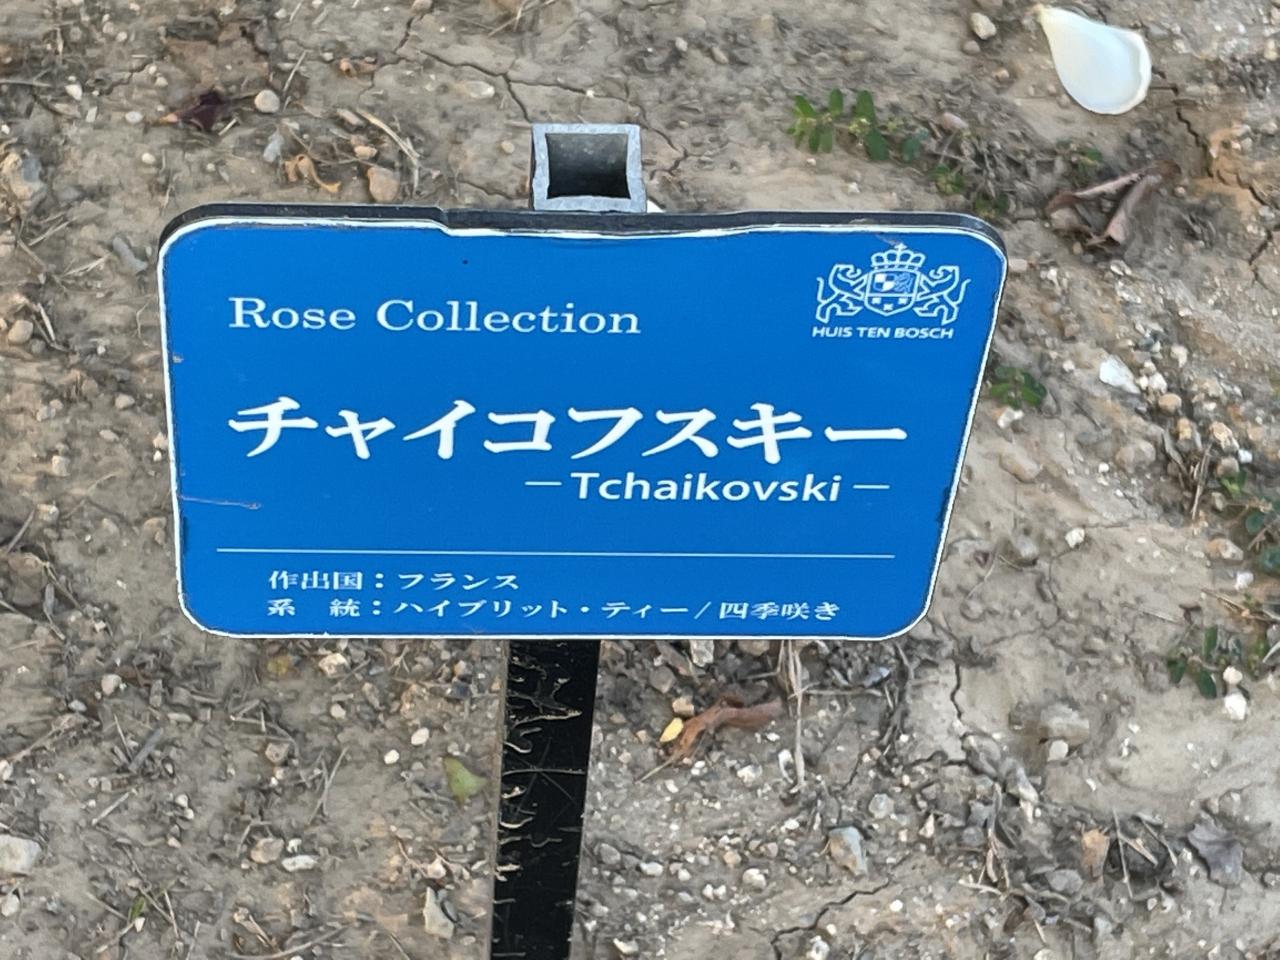 Rose Collection
HUIS TEN BOSCH
チャイコフスキー
—Tchaikovski—
作出国：フランス
系　統：ハイブリット・ティー/四季咲き